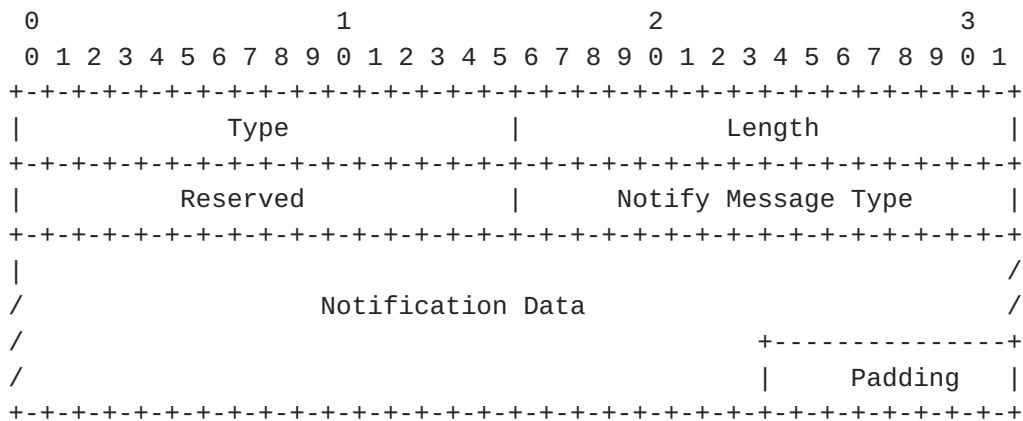 0                   1                   2                   3
 0 1 2 3 4 5 6 7 8 9 0 1 2 3 4 5 6 7 8 9 0 1 2 3 4 5 6 7 8 9 0 1
+-+-+-+-+-+-+-+-+-+-+-+-+-+-+-+-+-+-+-+-+-+-+-+-+-+-+-+-+-+-+-+-+
|             Type              |             Length            |
+-+-+-+-+-+-+-+-+-+-+-+-+-+-+-+-+-+-+-+-+-+-+-+-+-+-+-+-+-+-+-+-+
|          Reserved             |      Notify Message Type      |
+-+-+-+-+-+-+-+-+-+-+-+-+-+-+-+-+-+-+-+-+-+-+-+-+-+-+-+-+-+-+-+-+
|                                                               /
/                   Notification Data                           /
/                                               +---------------+
/                                               |     Padding   |
+-+-+-+-+-+-+-+-+-+-+-+-+-+-+-+-+-+-+-+-+-+-+-+-+-+-+-+-+-+-+-+-+